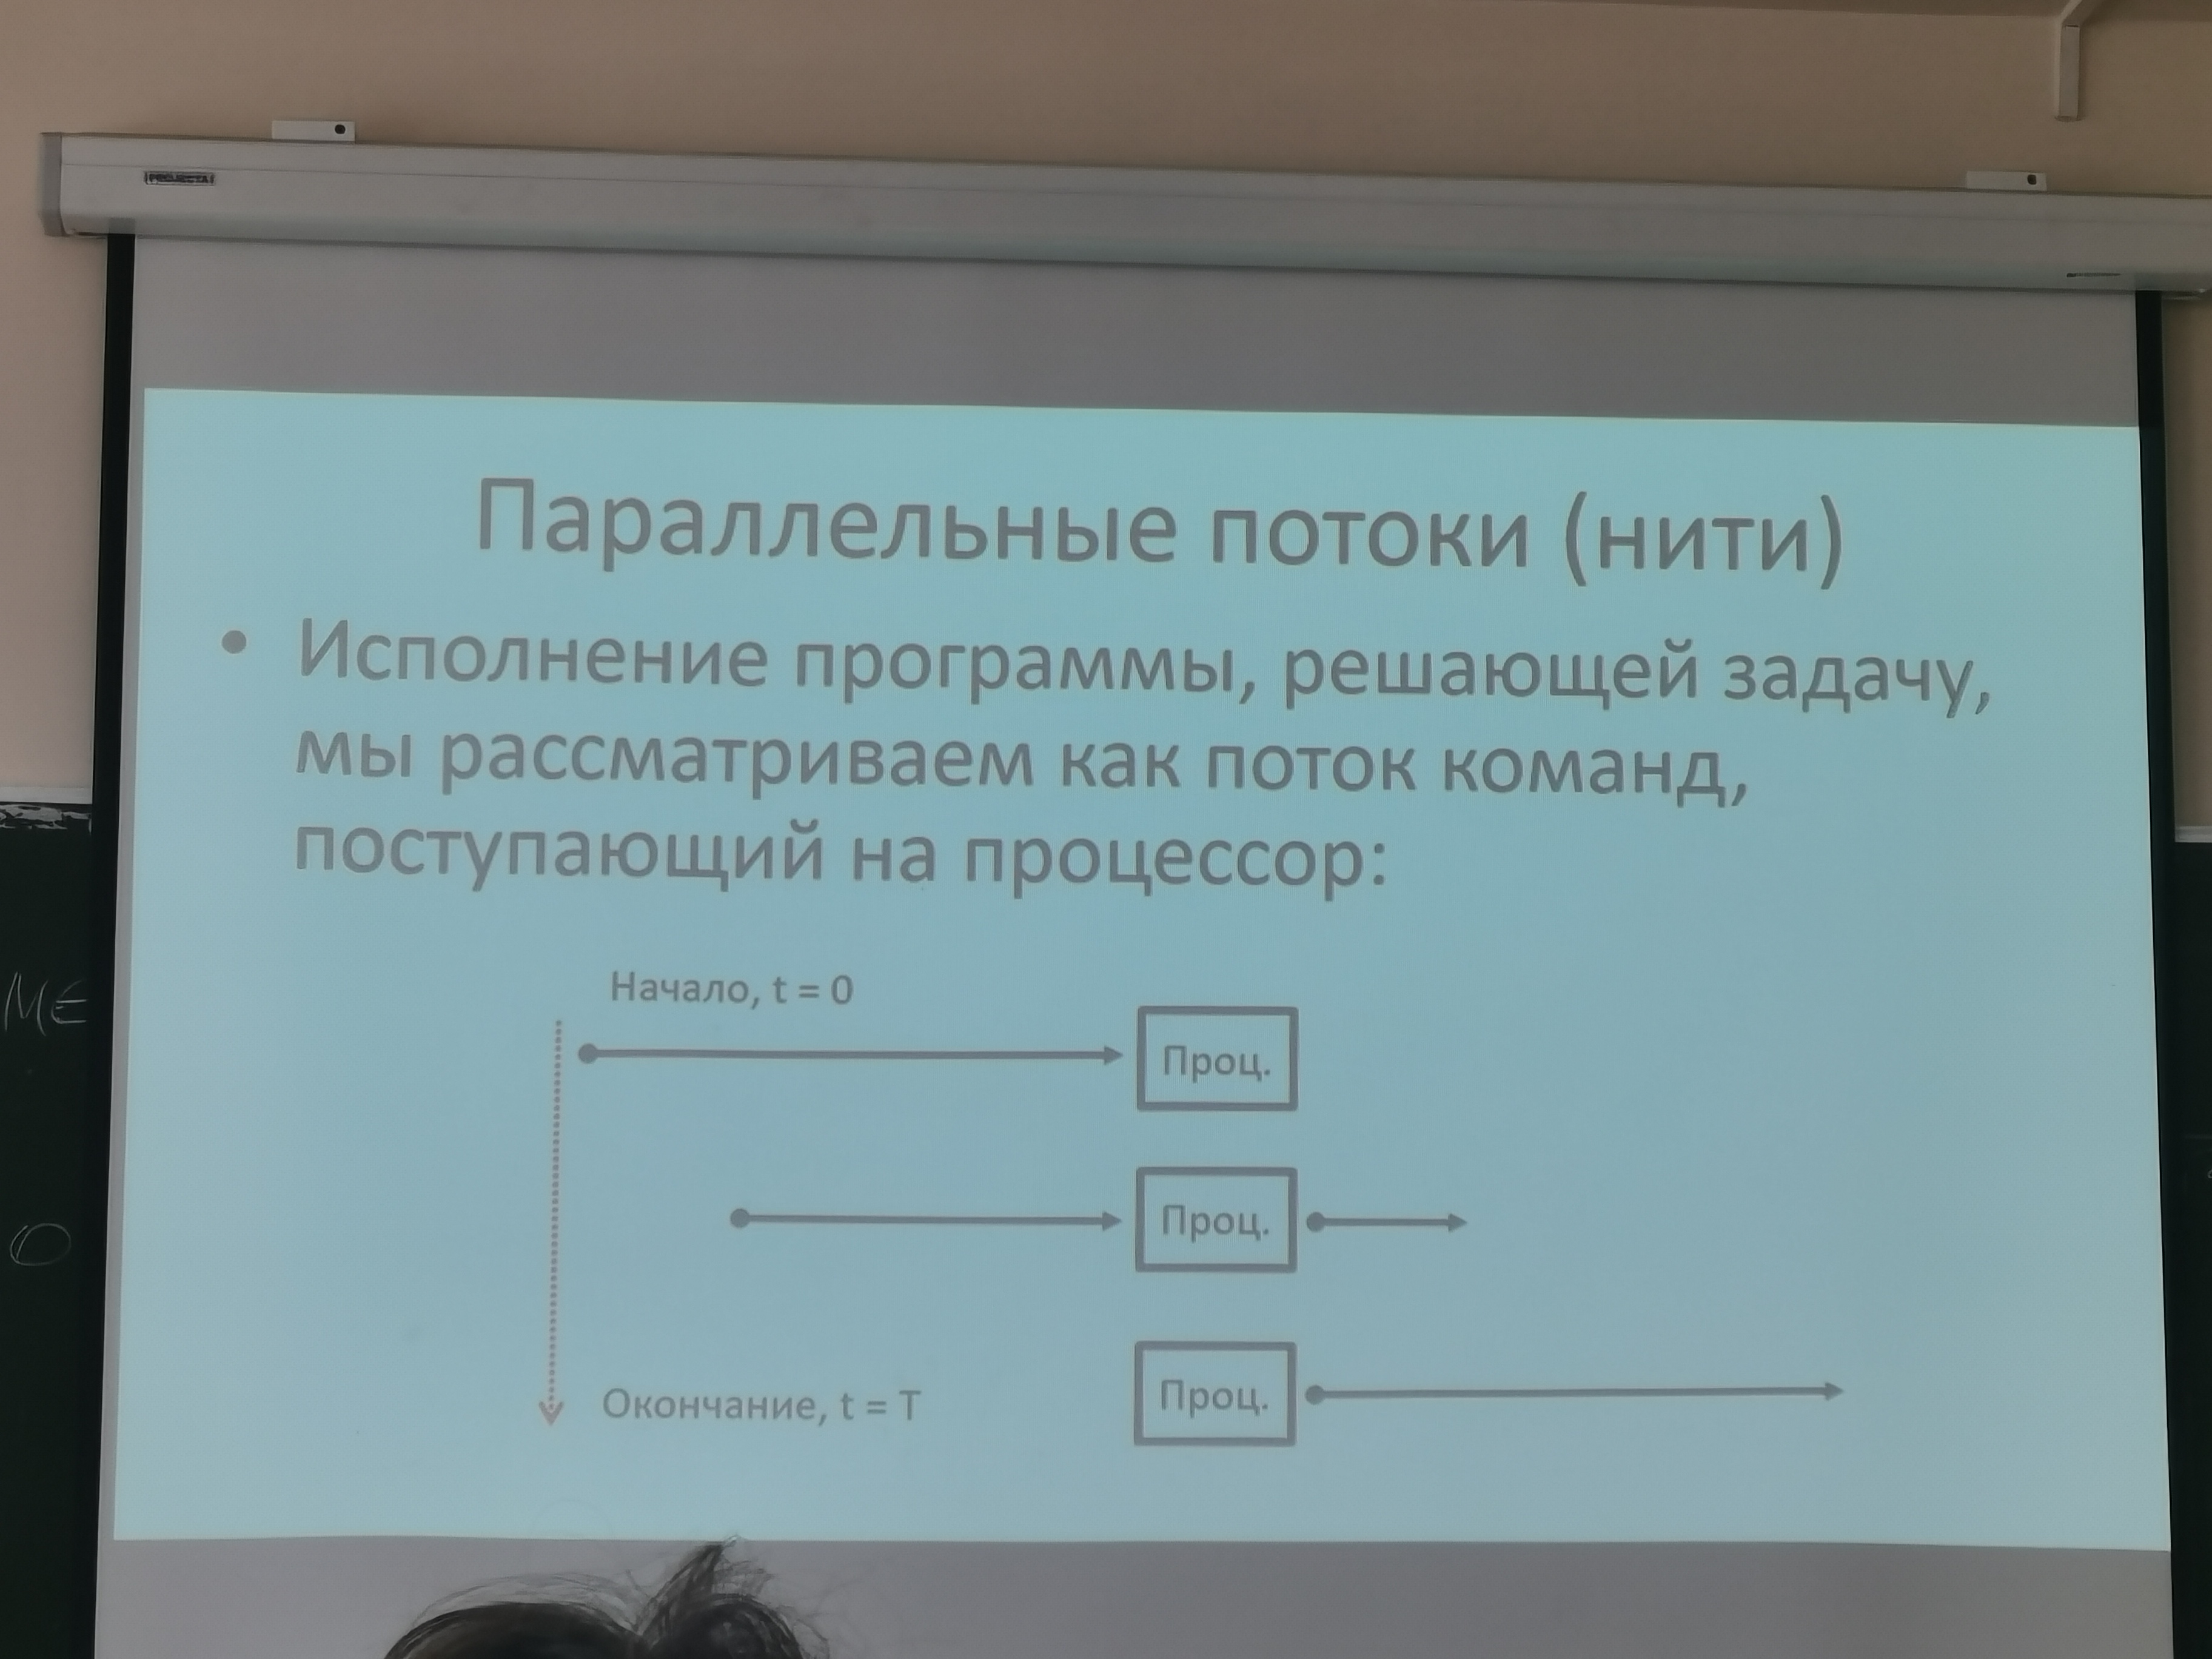 PROJECTA
Параллельные потоки (нити)
• Исполнение программы, решающей задачу,
мы рассматриваем как поток команд,
поступающий на процессор:
Начало, t = 0
Проц.
Проц.
Окончание, t = T
Проц.
МЕ
О